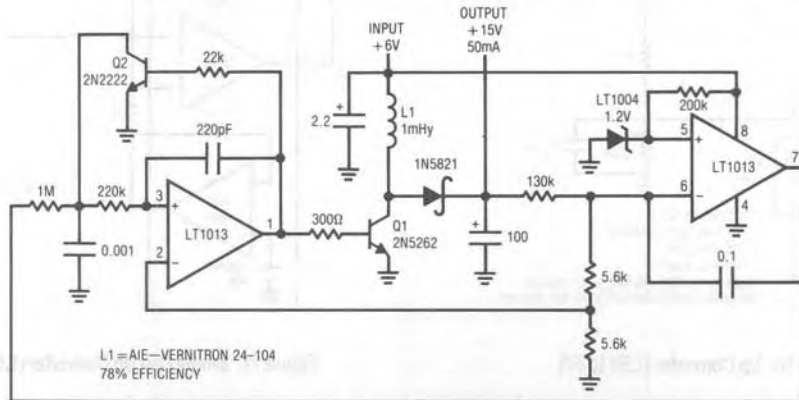 INPUT
+6V
OUTPUT
+15V
50mA
Q2
2N2222
22k
220pF
2.2
L1
1mHy
LT1004
1.2V
200k
1M
220k
3
+
2
−
LT1013
1
0.001
300Ω
Q1
2N5262
1N5821
130k
100
5
+
6
−
8
LT1013
7
4
0.1
5.6k
5.6k
L1=AIE—VERNITRON 24-104
78% EFFICIENCY